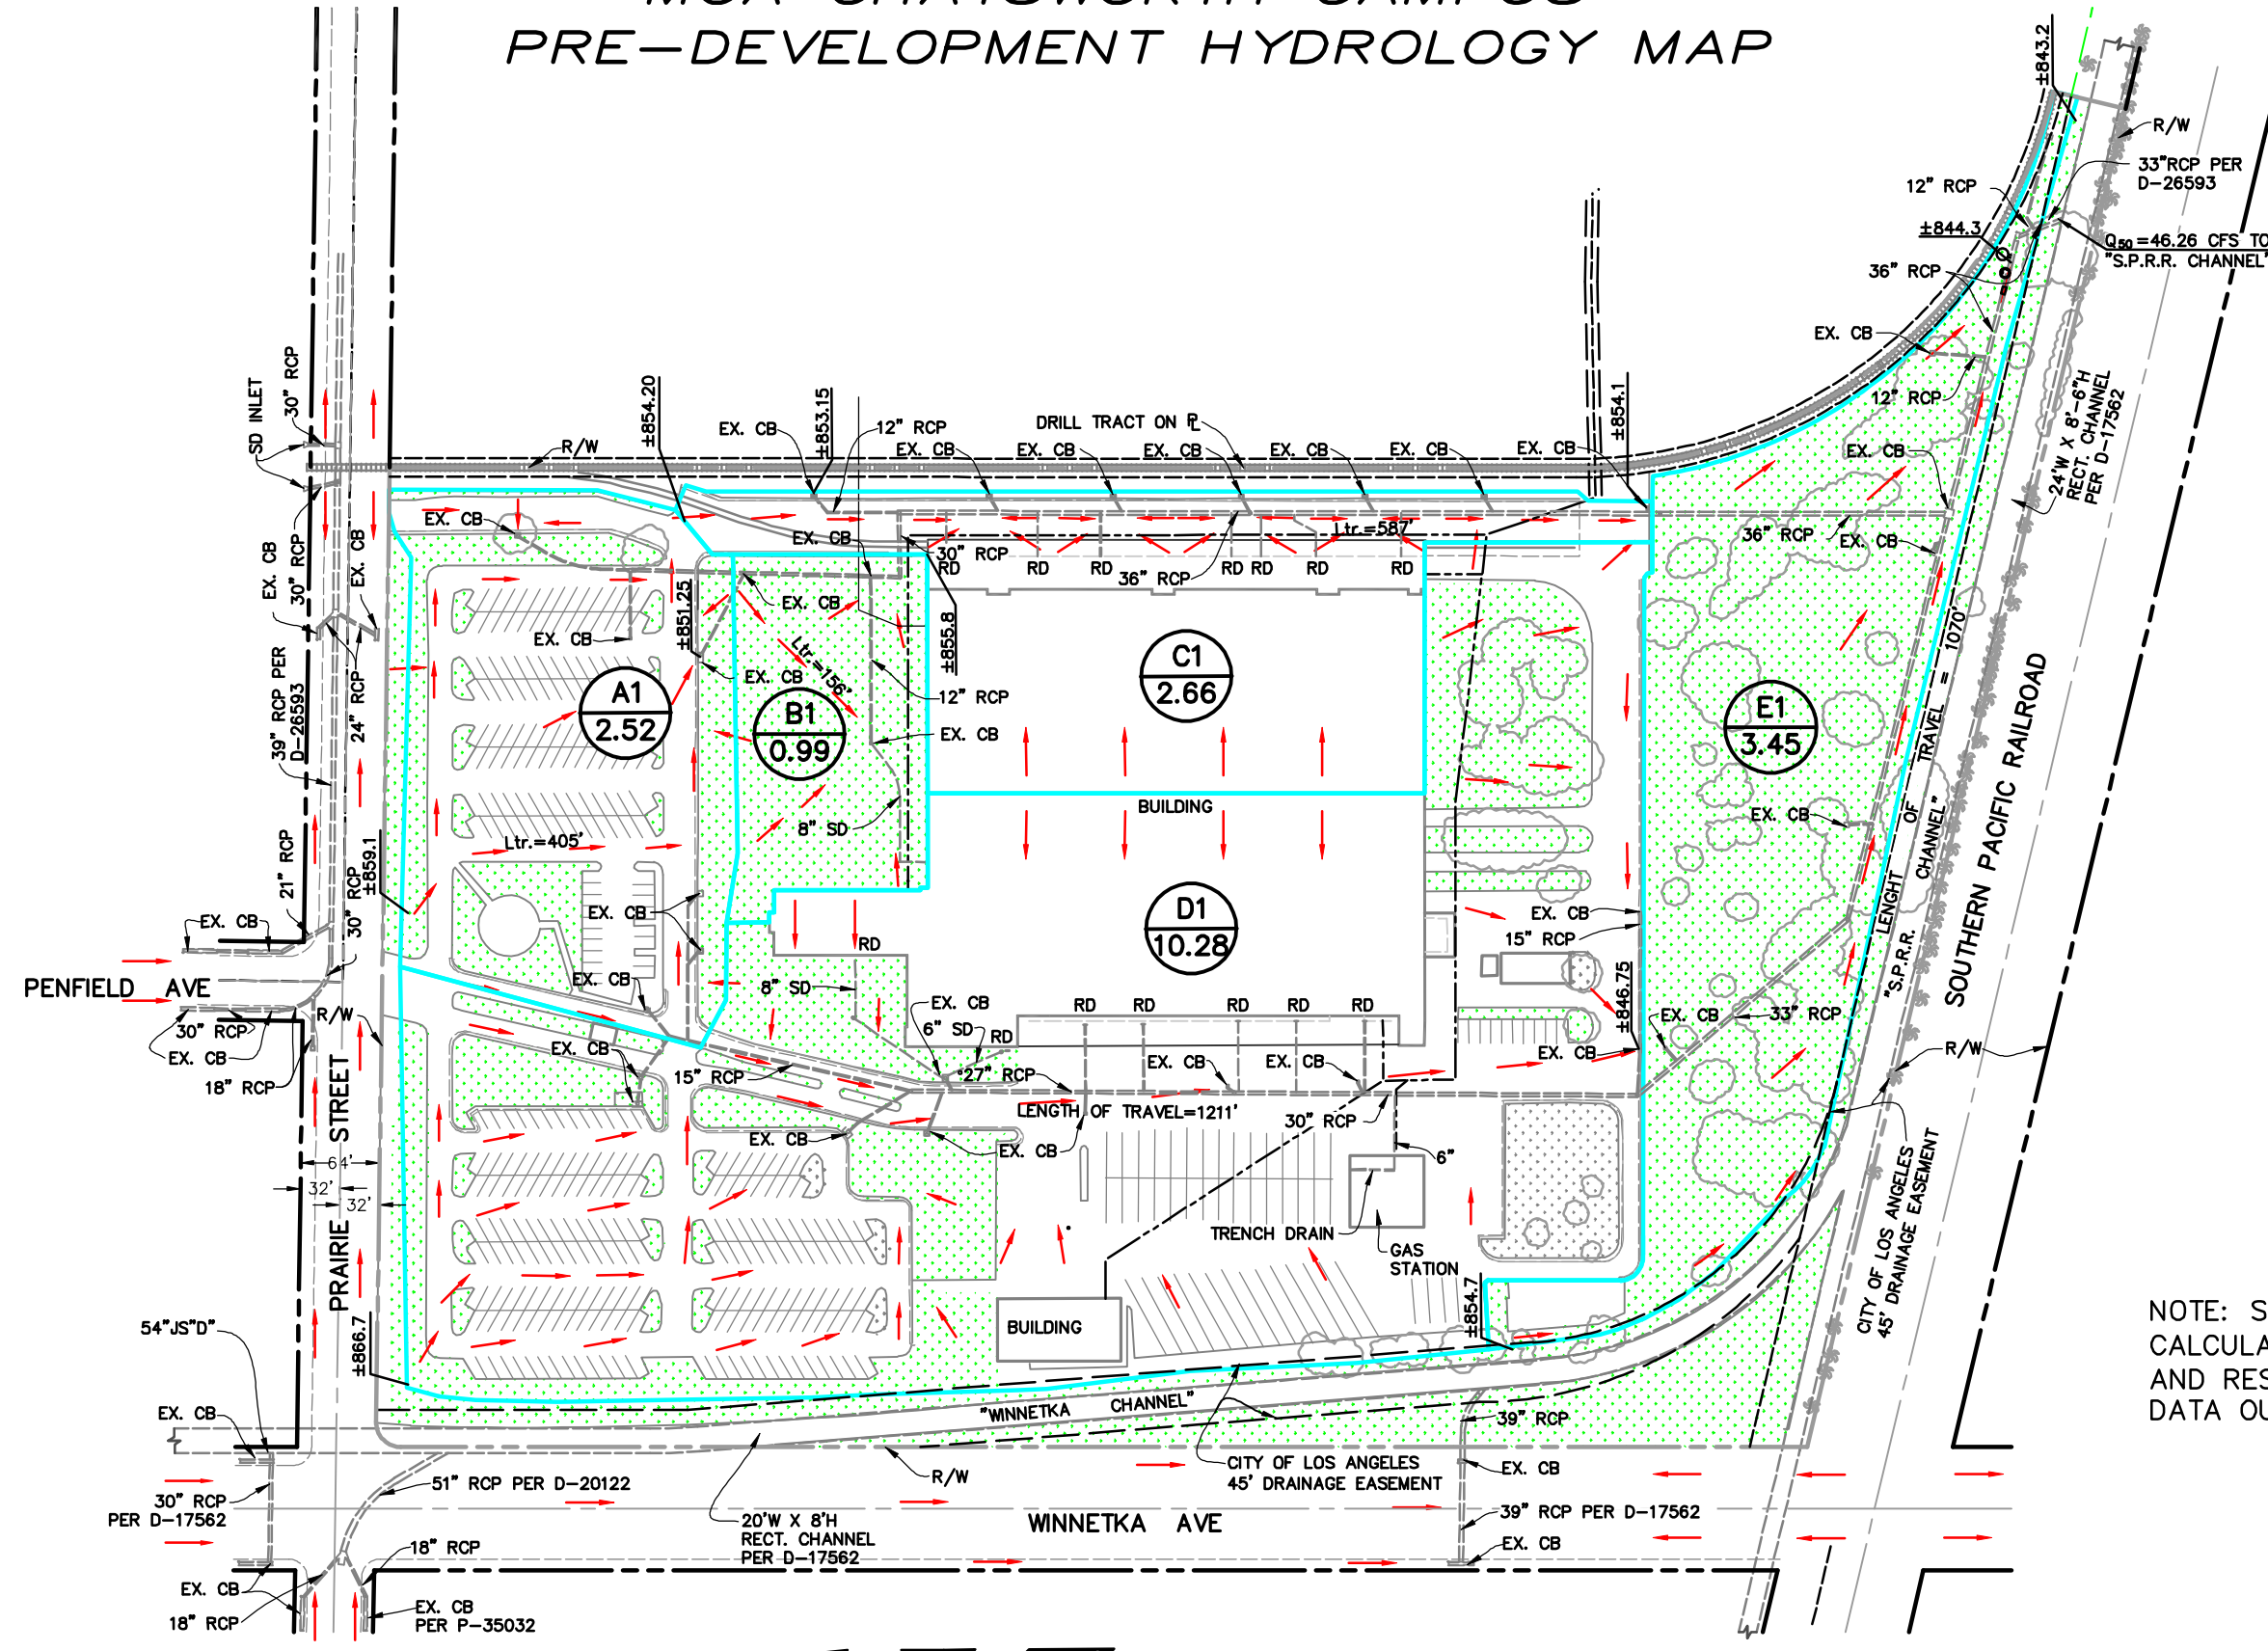 PRE-DEVELOPMENT HYDROLOGY MAP
±843.2
R/W
33"RCP PER
D-26593
12" RCP
±844.3
Q50=46.26 CFS TO
"S.P.R.R. CHANNEL"
36" RCP
EX. CB
12" RCP
24'W X 8'-6"H
RECT. CHANNEL
PER D-17562
SD INLET
30" RCP
R/W
±854.20
EX. CB
±853.15
12" RCP
DRILL TRACT ON PL
EX. CB
EX. CB
EX. CB
EX. CB
EX. CB
EX. CB
±854.1
EX. CB
30" RCP
EX. CB
EX. CB
EX. CB
EX. CB
30" RCP
Ltr.=587'
36" RCP
EX. CB
RD
RD
RD
36" RCP
RD
RD
RD
RD
±851.25
EX. CB
EX. CB
±855.8
39" RCP PER
D-26593
24" RCP
A1
2.52
Ltr.=156'
EX. CB
12" RCP
B1
0.99
EX. CB
C1
2.66
E1
3.45
LENGHT OF TRAVEL = 1070'
"S.P.R.R. CHANNEL"
SOUTHERN PACIFIC RAILROAD
BUILDING
8" SD
EX. CB
Ltr.=405'
21" RCP
30" RCP
±859.1
EX. CB
EX. CB
D1
10.28
EX. CB
15" RCP
RD
PENFIELD AVE
EX. CB
8" SD
EX. CB
6" SD
RD
RD
RD
RD
RD
RD
±846.75
R/W
30" RCP
EX. CB
18" RCP
EX. CB
15" RCP
27" RCP
EX. CB
EX. CB
EX. CB
EX. CB
33" RCP
R/W
LENGTH OF TRAVEL=1211'
30" RCP
EX. CB
EX. CB
6"
64'
32'
32'
PRAIRIE STREET
TRENCH DRAIN
GAS
STATION
CITY OF LOS ANGELES
45' DRAINAGE EASEMENT
BUILDING
±854.7
±866.7
54"JS"D"
NOTE: S
CALCULA
AND RES
DATA OU
EX. CB
"WINNETKA CHANNEL"
39" RCP
CITY OF LOS ANGELES
45' DRAINAGE EASEMENT
R/W
EX. CB
51" RCP PER D-20122
30" RCP
PER D-17562
20'W X 8'H
RECT. CHANNEL
PER D-17562
WINNETKA AVE
39" RCP PER D-17562
EX. CB
18" RCP
EX. CB
18" RCP
EX. CB
PER P-35032